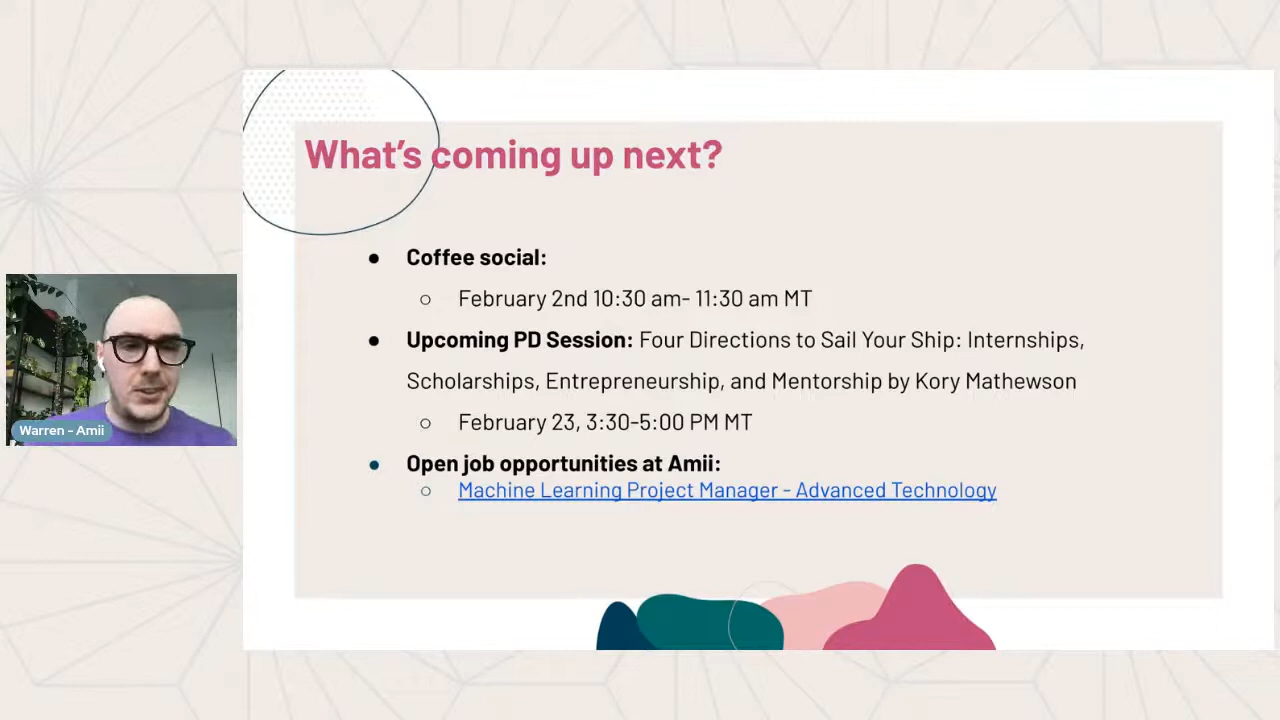 What's coming up next?
● Coffee social:
○ February 2nd 10:30 am- 11:30 am MT
● Upcoming PD Session: Four Directions to Sail Your Ship: Internships,
Scholarships, Entrepreneurship, and Mentorship by Kory Mathewson
○ February 23, 3:30-5:00 PM MT
● Open job opportunities at Amii:
○ Machine Learning Project Manager - Advanced Technology
Warren - Amii